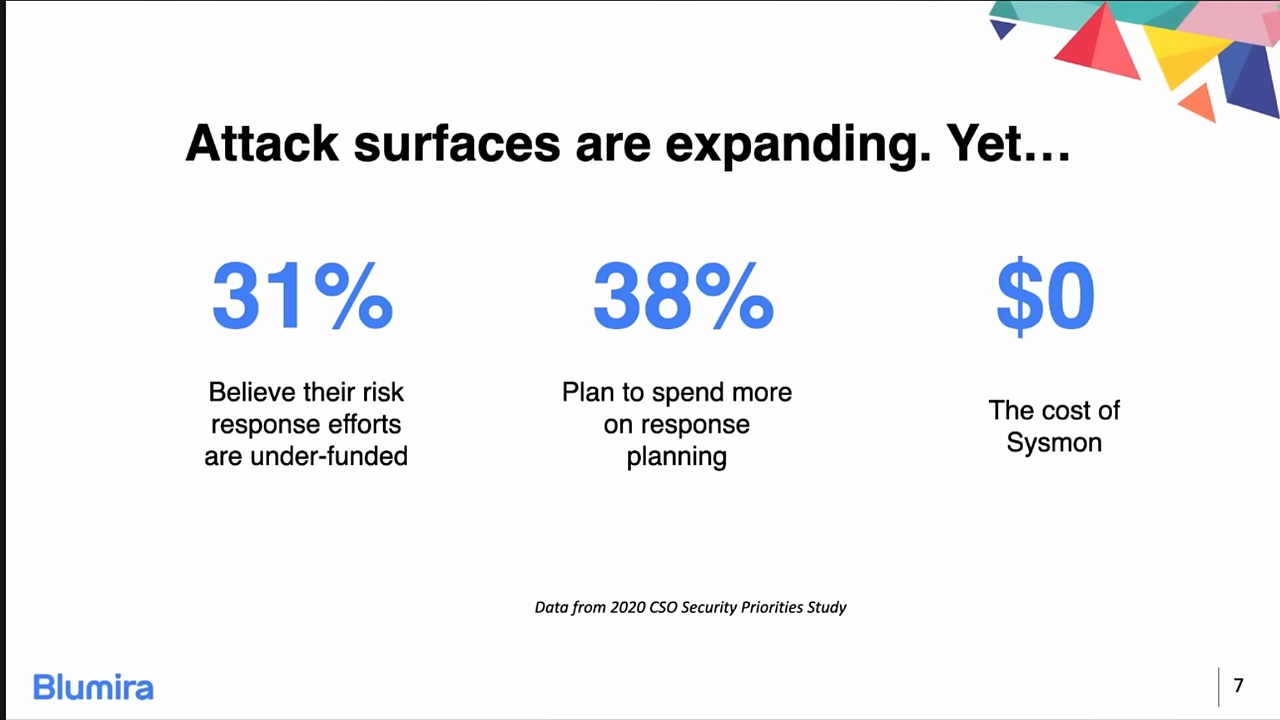 Attack surfaces are expanding. Yet…
31%
Believe their risk
response efforts
are under-funded
38%
Plan to spend more
on response
planning
$0
The cost of
Sysmon
Data from 2020 CSO Security Priorities Study
Blumira
7